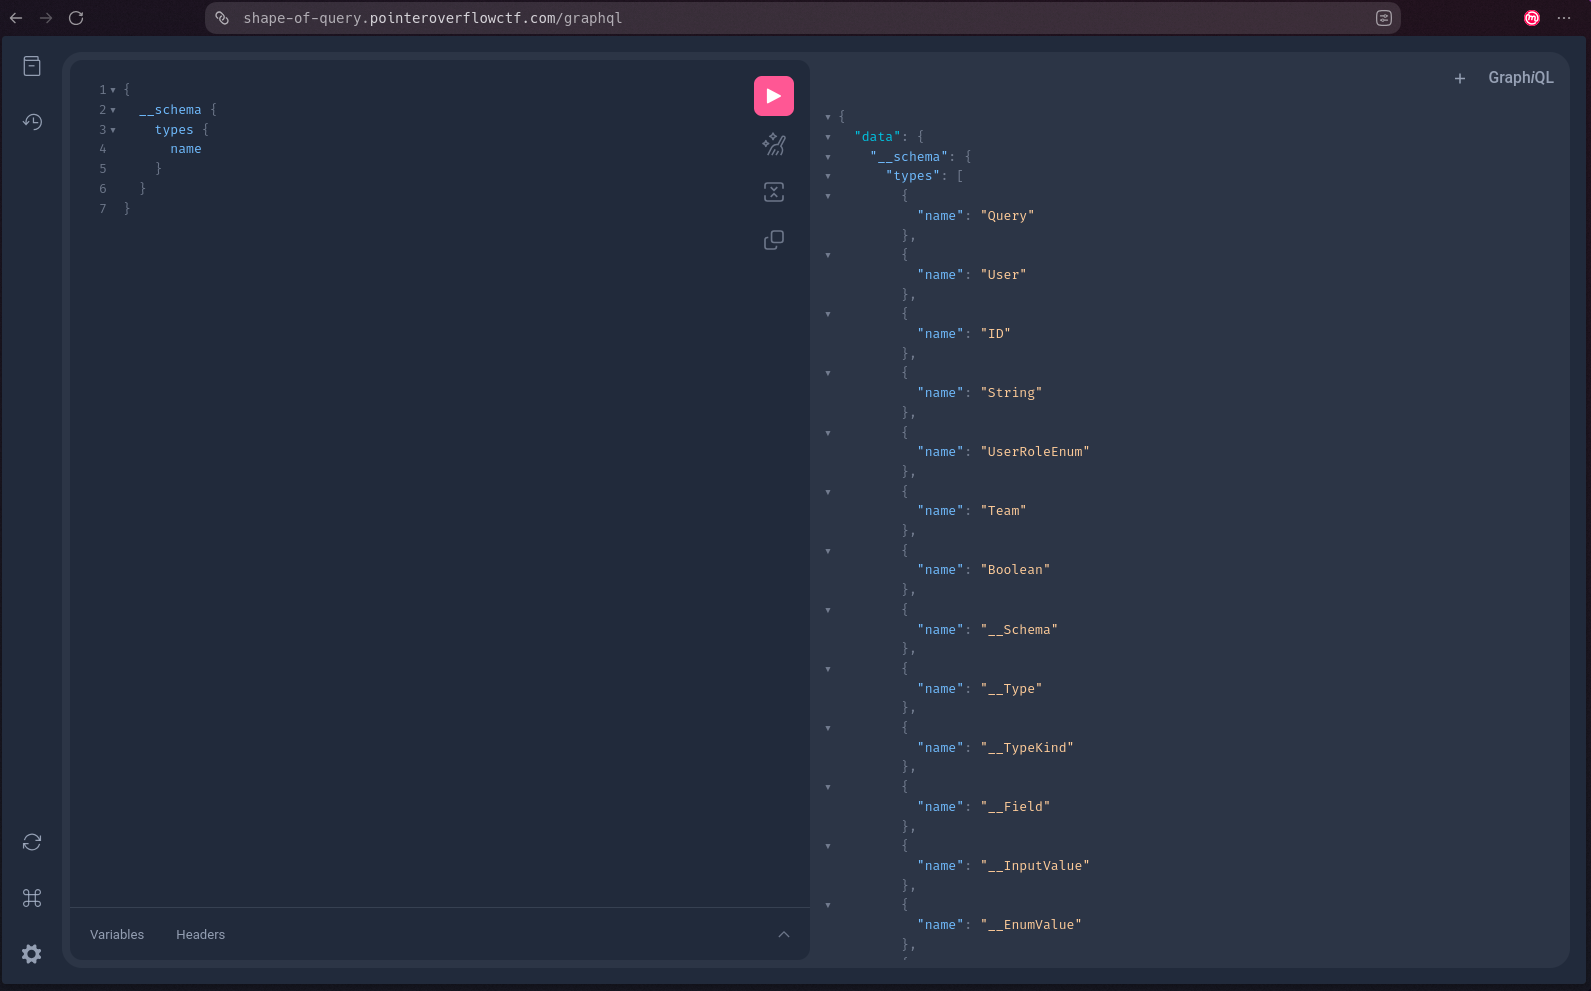 shape-of-query.pointeroverflowctf.com/graphql
1 {
2 __schema {
3 types {
4 name
5 }
6 }
7 }
Variables Headers
+ GraphiQL
{
"data": {
"__schema": {
"types": [
{
"name": "Query"
},
{
"name": "User"
},
{
"name": "ID"
},
{
"name": "String"
},
{
"name": "UserRoleEnum"
},
{
"name": "Team"
},
{
"name": "Boolean"
},
{
"name": "__Schema"
},
{
"name": "__Type"
},
{
"name": "__TypeKind"
},
{
"name": "__Field"
},
{
"name": "__InputValue"
},
{
"name": "__EnumValue"
},